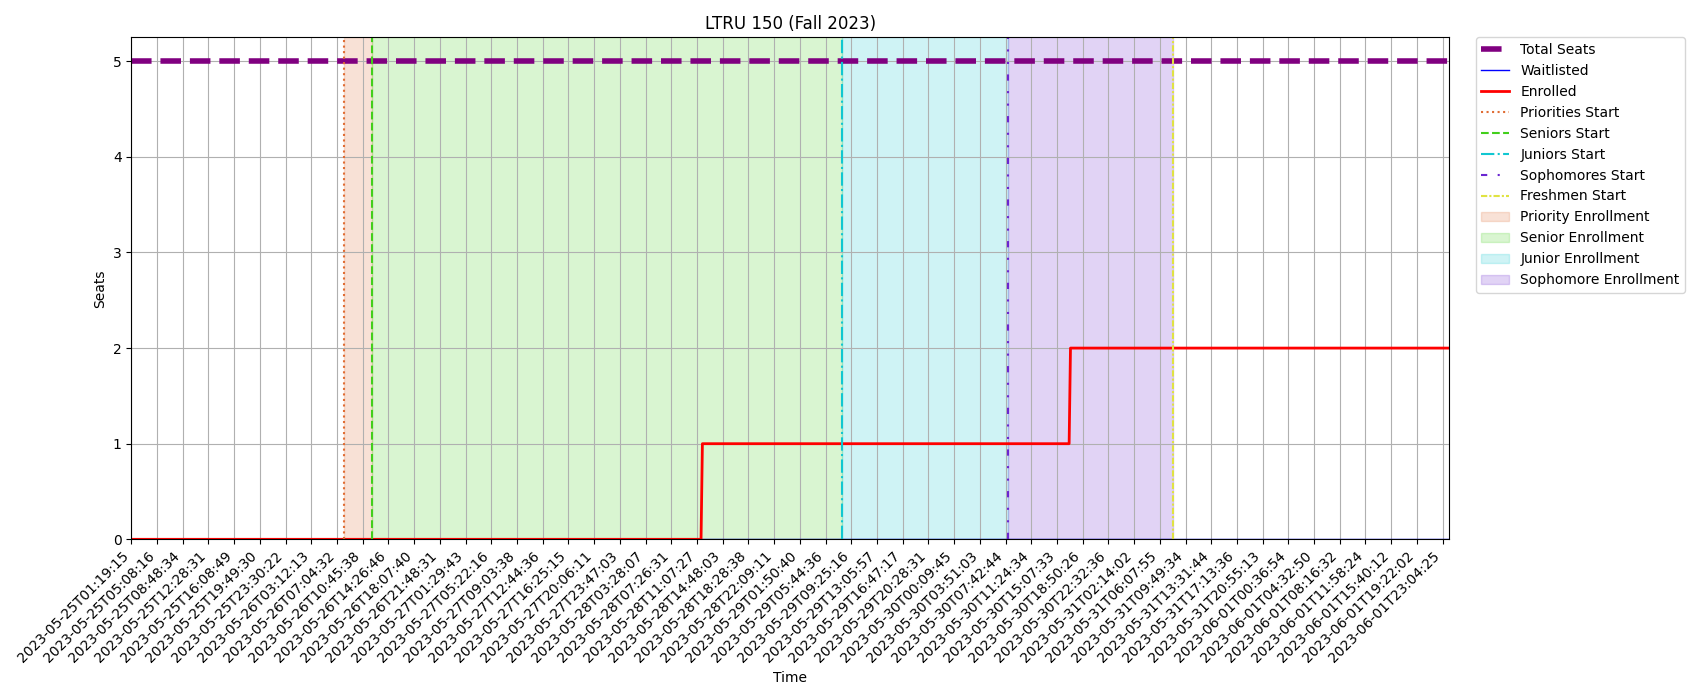 LTRU 150 (Fall 2023)
Seats
5
4
3
2
1
0
2023-05-25T01:19:15
2023-05-25T05:08:16
2023-05-25T08:48:34
2023-05-25T12:28:31
2023-05-25T16:08:49
2023-05-25T19:49:30
2023-05-25T23:30:22
2023-05-26T03:12:13
2023-05-26T07:04:32
2023-05-26T10:45:38
2023-05-26T14:26:46
2023-05-26T18:07:40
2023-05-26T21:48:31
2023-05-27T01:29:43
2023-05-27T05:22:16
2023-05-27T09:03:38
2023-05-27T12:44:36
2023-05-27T16:25:15
2023-05-27T20:06:11
2023-05-27T23:47:03
2023-05-28T03:28:07
2023-05-28T07:26:31
2023-05-28T11:07:27
2023-05-28T14:48:03
2023-05-28T18:28:38
2023-05-28T22:09:11
2023-05-29T01:50:40
2023-05-29T05:44:36
2023-05-29T09:25:16
2023-05-29T13:05:57
2023-05-29T16:47:17
2023-05-29T20:28:31
2023-05-30T00:09:45
2023-05-30T03:51:03
2023-05-30T07:42:44
2023-05-30T11:24:34
2023-05-30T15:07:33
2023-05-30T18:50:26
2023-05-30T22:32:36
2023-05-31T02:14:02
2023-05-31T06:07:55
2023-05-31T09:49:34
2023-05-31T13:31:44
2023-05-31T17:13:36
2023-05-31T20:55:13
2023-06-01T00:36:54
2023-06-01T04:32:50
2023-06-01T08:16:32
2023-06-01T11:58:24
2023-06-01T15:40:12
2023-06-01T19:22:02
2023-06-01T23:04:25
Time
Total Seats
Waitlisted
Enrolled
Priorities Start
Seniors Start
Juniors Start
Sophomores Start
Freshmen Start
Priority Enrollment
Senior Enrollment
Junior Enrollment
Sophomore Enrollment